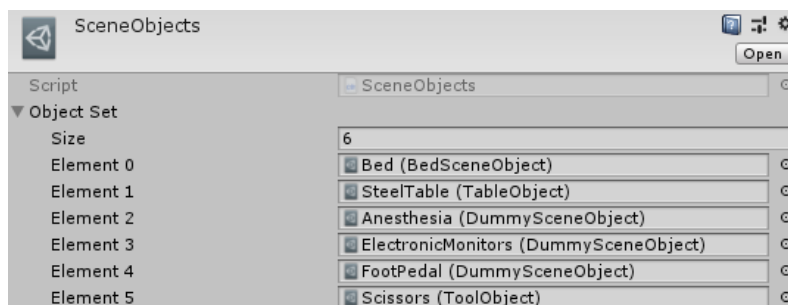 SceneObjects
Open
Script SceneObjects
Object Set
Size 6
Element 0 Bed (BedSceneObject)
Element 1 SteelTable (TableObject)
Element 2 Anesthesia (DummySceneObject)
Element 3 ElectronicMonitors (DummySceneObject)
Element 4 FootPedal (DummySceneObject)
Element 5 Scissors (ToolObject)